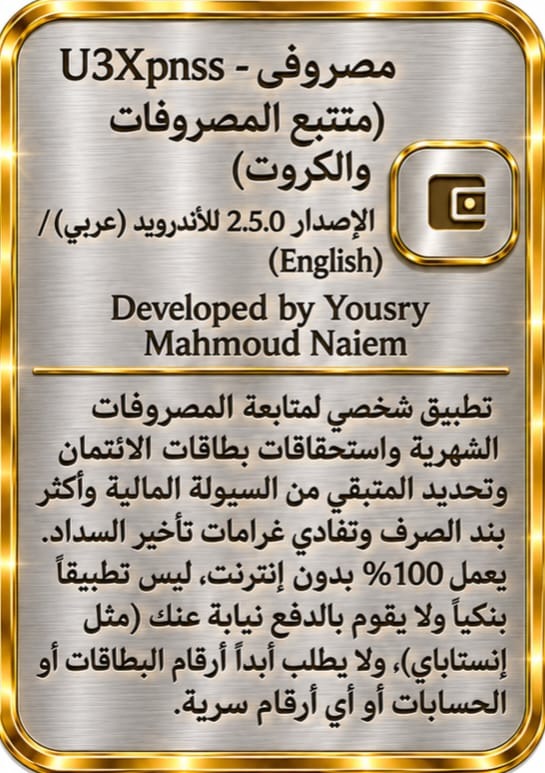 مصروفى - U3Xpnss
(متتبع المصروفات
والكروت)
الإصدار 2.5.0 للأندرويد (عربي) /
(English)
Developed by Yousry
Mahmoud Naiem
تطبيق شخصي لمتابعة المصروفات
الشهرية واستحقاقات بطاقات الائتمان
وتحديد المتبقي من السيولة المالية وأكثر
بند الصرف وتفادي غرامات تأخير السداد.
يعمل 100% بدون إنترنت، ليس تطبيقاً
بنكياً ولا يقوم بالدفع نيابة عنك (مثل
إنستاباي)، ولا يطلب أبداً أرقام البطاقات أو
الحسابات أو أي أرقام سرية.